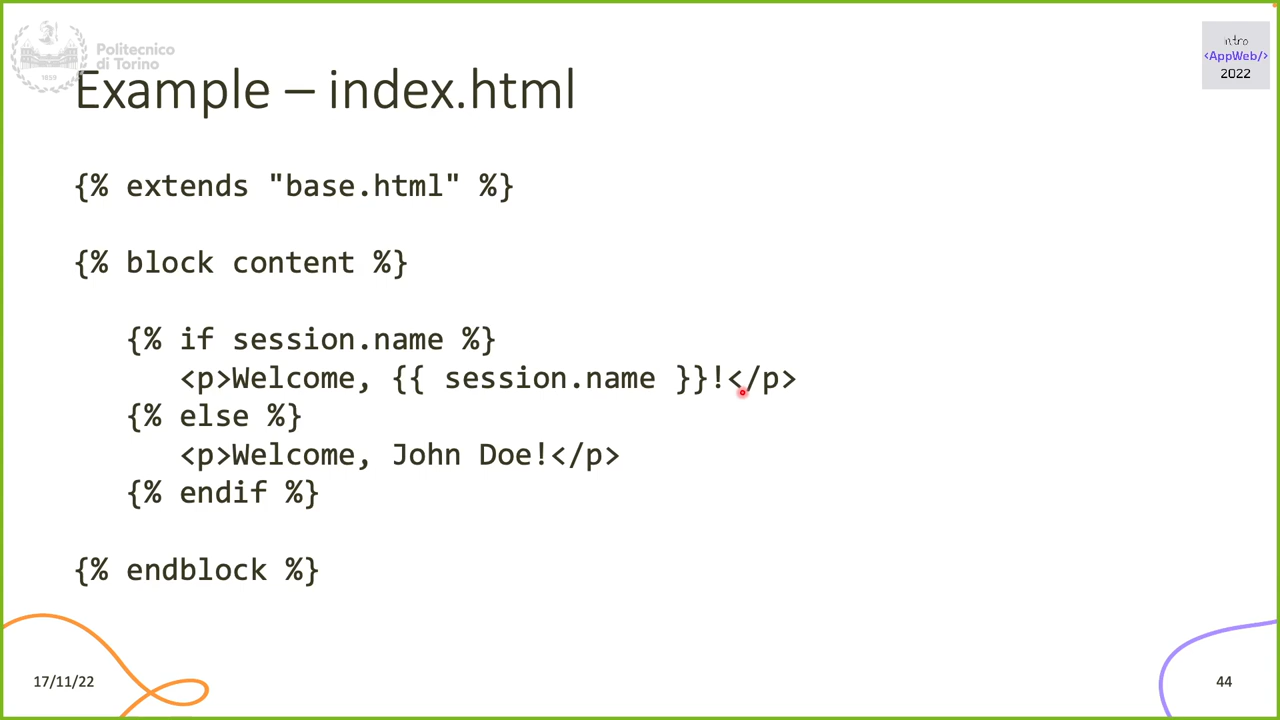 Politecnico
di Torino
1859
intro
<AppWeb/>
2022
Example – index.html
{% extends "base.html" %}
{% block content %}
{% if session.name %}
<p>Welcome, {{ session.name }}!</p>
{% else %}
<p>Welcome, John Doe!</p>
{% endif %}
{% endblock %}
17/11/22
44